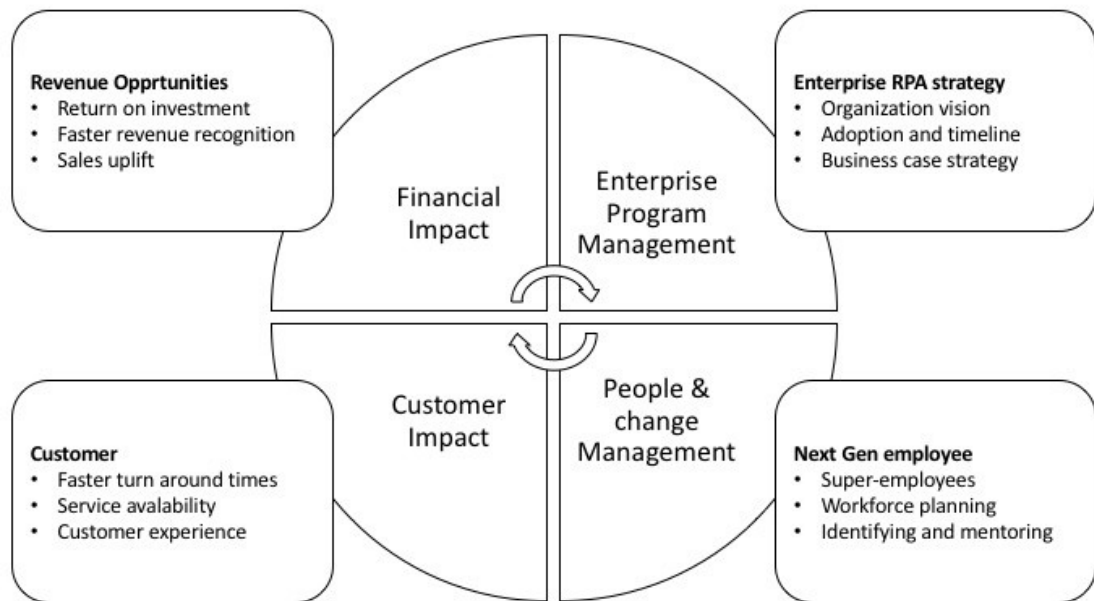 Revenue Opprtunities
• Return on investment
• Faster revenue recognition
• Sales uplift
Enterprise RPA strategy
• Organization vision
• Adoption and timeline
• Business case strategy
Financial
Impact
Enterprise
Program
Management
Customer
Impact
People &
change
Management
Customer
• Faster turn around times
• Service avalability
• Customer experience
Next Gen employee
• Super-employees
• Workforce planning
• Identifying and mentoring